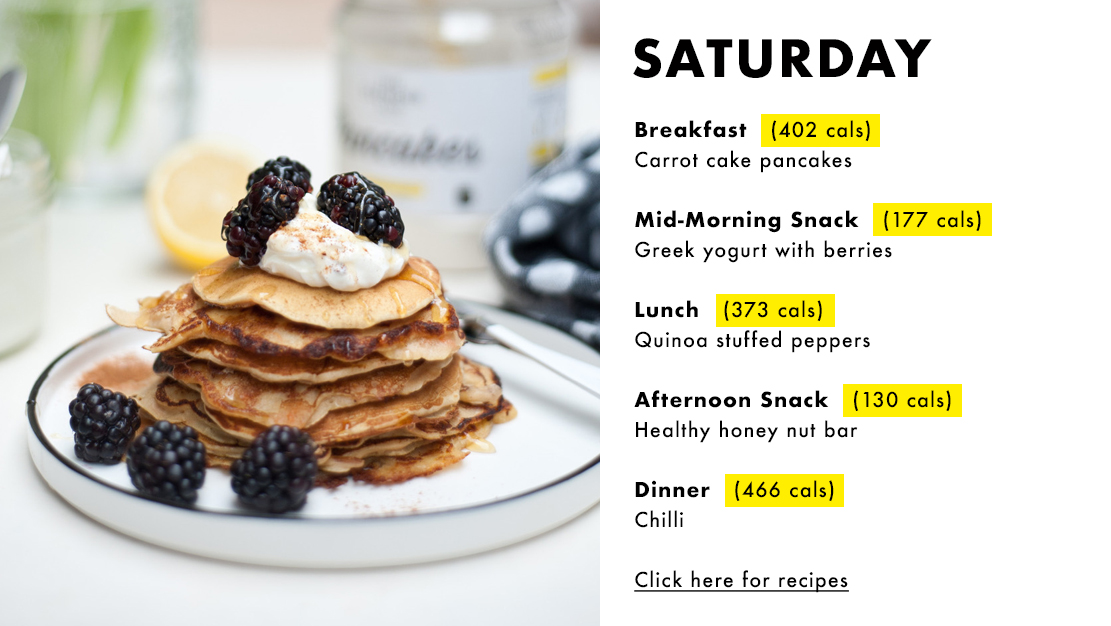 SATURDAY
Breakfast (402 cals)
Carrot cake pancakes
Mid-Morning Snack (177 cals)
Greek yogurt with berries
Lunch (373 cals)
Quinoa stuffed peppers
Afternoon Snack (130 cals)
Healthy honey nut bar
Dinner (466 cals)
Chilli
Click here for recipes